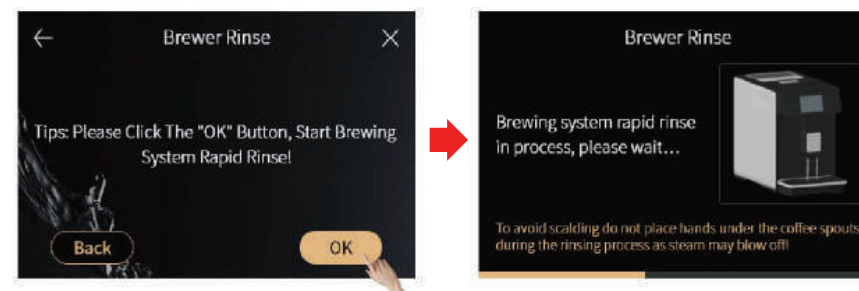 Brewer Rinse
Tips: Please Click The "OK" Button, Start Brewing
System Rapid Rinse!
Back
OK
Brewer Rinse
Brewing system rapid rinse
in process, please wait...
To avoid scalding do not place hands under the coffee spouts
during the rinsing process as steam may blow off!